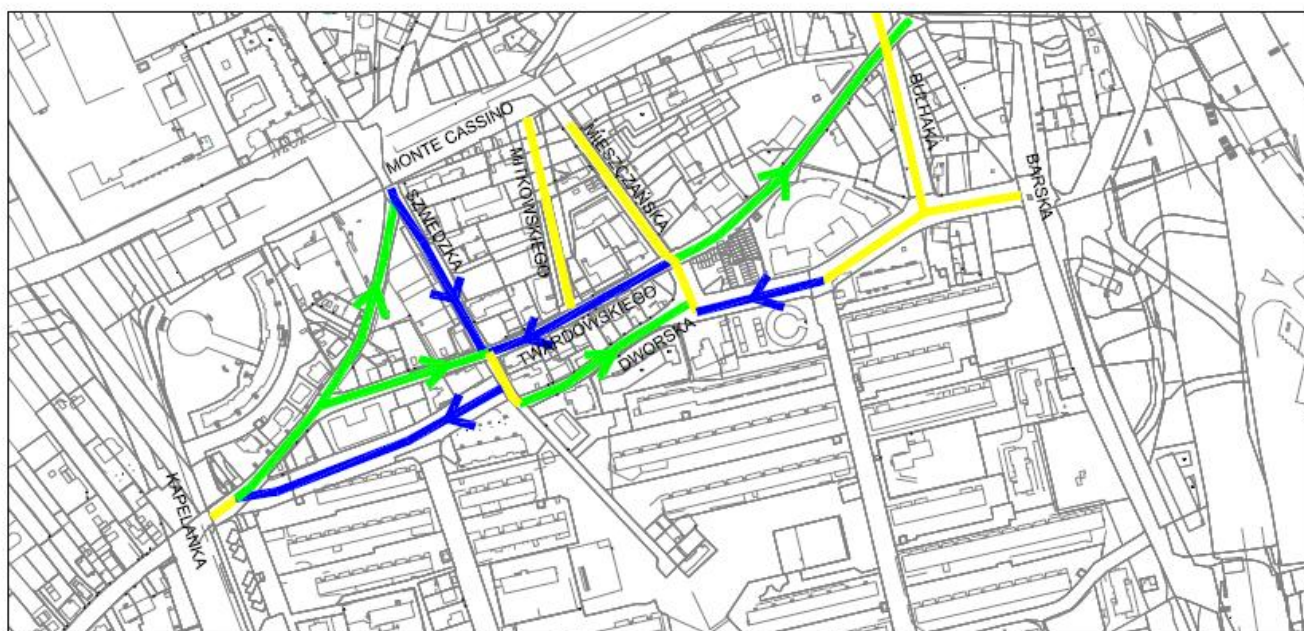 MONTE CASSINO
MITKOWSKIEGO
MIESZCZAŃSKA
BUŁHAKA
BARSKA
SZWEDZKA
TWARDOWSKIEGO
DWORSKA
KAPELANKA